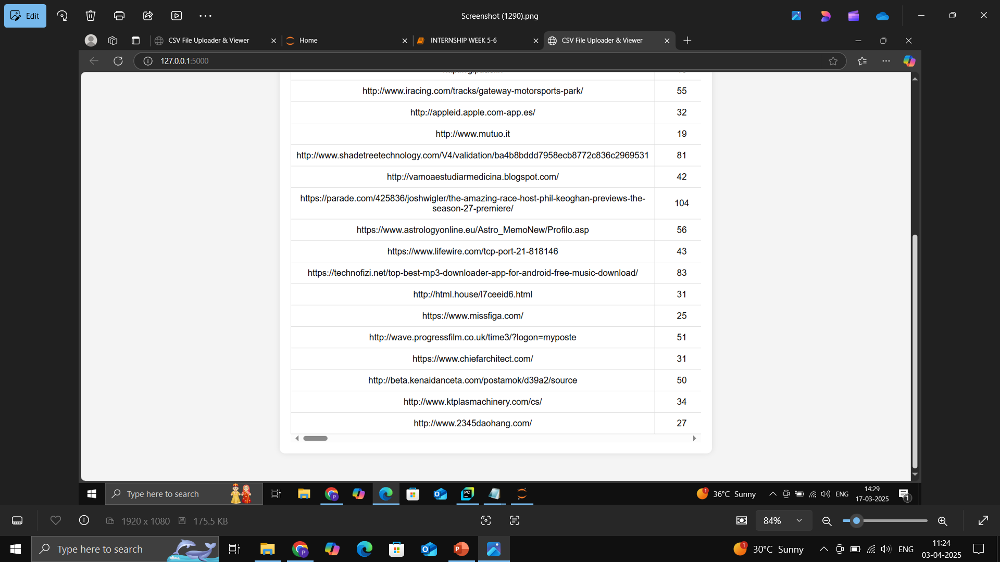 Edit
Screenshot (1290).png
CSV File Uploader & Viewer
Home
INTERNSHIP WEEK 5-6
CSV File Uploader & Viewer
127.0.0.1:5000
http://www.iracing.com/tracks/gateway-motorsports-park/ 55
http://appleid.apple.com-app.es/ 32
http://www.mutuo.it 19
http://www.shadetreetechnology.com/V4/validation/ba4b8bddd7958ecb8772c836c2969531 81
http://vamoaestudiarmedicina.blogspot.com/ 42
https://parade.com/425836/joshwigler/the-amazing-race-host-phil-keoghan-previews-the-
season-27-premiere/ 104
https://www.astrologyonline.eu/Astro_MemoNew/Profilo.asp 56
https://www.lifewire.com/tcp-port-21-818146 43
https://technofizi.net/top-best-mp3-downloader-app-for-android-free-music-download/ 83
http://html.house/l7ceeid6.html 31
https://www.missfiga.com/ 25
http://wave.progressfilm.co.uk/time3/?logon=myposte 51
https://www.chiefarchitect.com/ 31
http://beta.kenaidanceta.com/postamok/d39a2/source 50
http://www.ktplasmachinery.com/cs/ 34
http://www.2345daohang.com/ 27
Type here to search
36°C Sunny
ENG
14:29
17-03-2025
1
1920 x 1080
175.5 KB
84%
Type here to search
30°C Sunny
ENG
11:24
03-04-2025